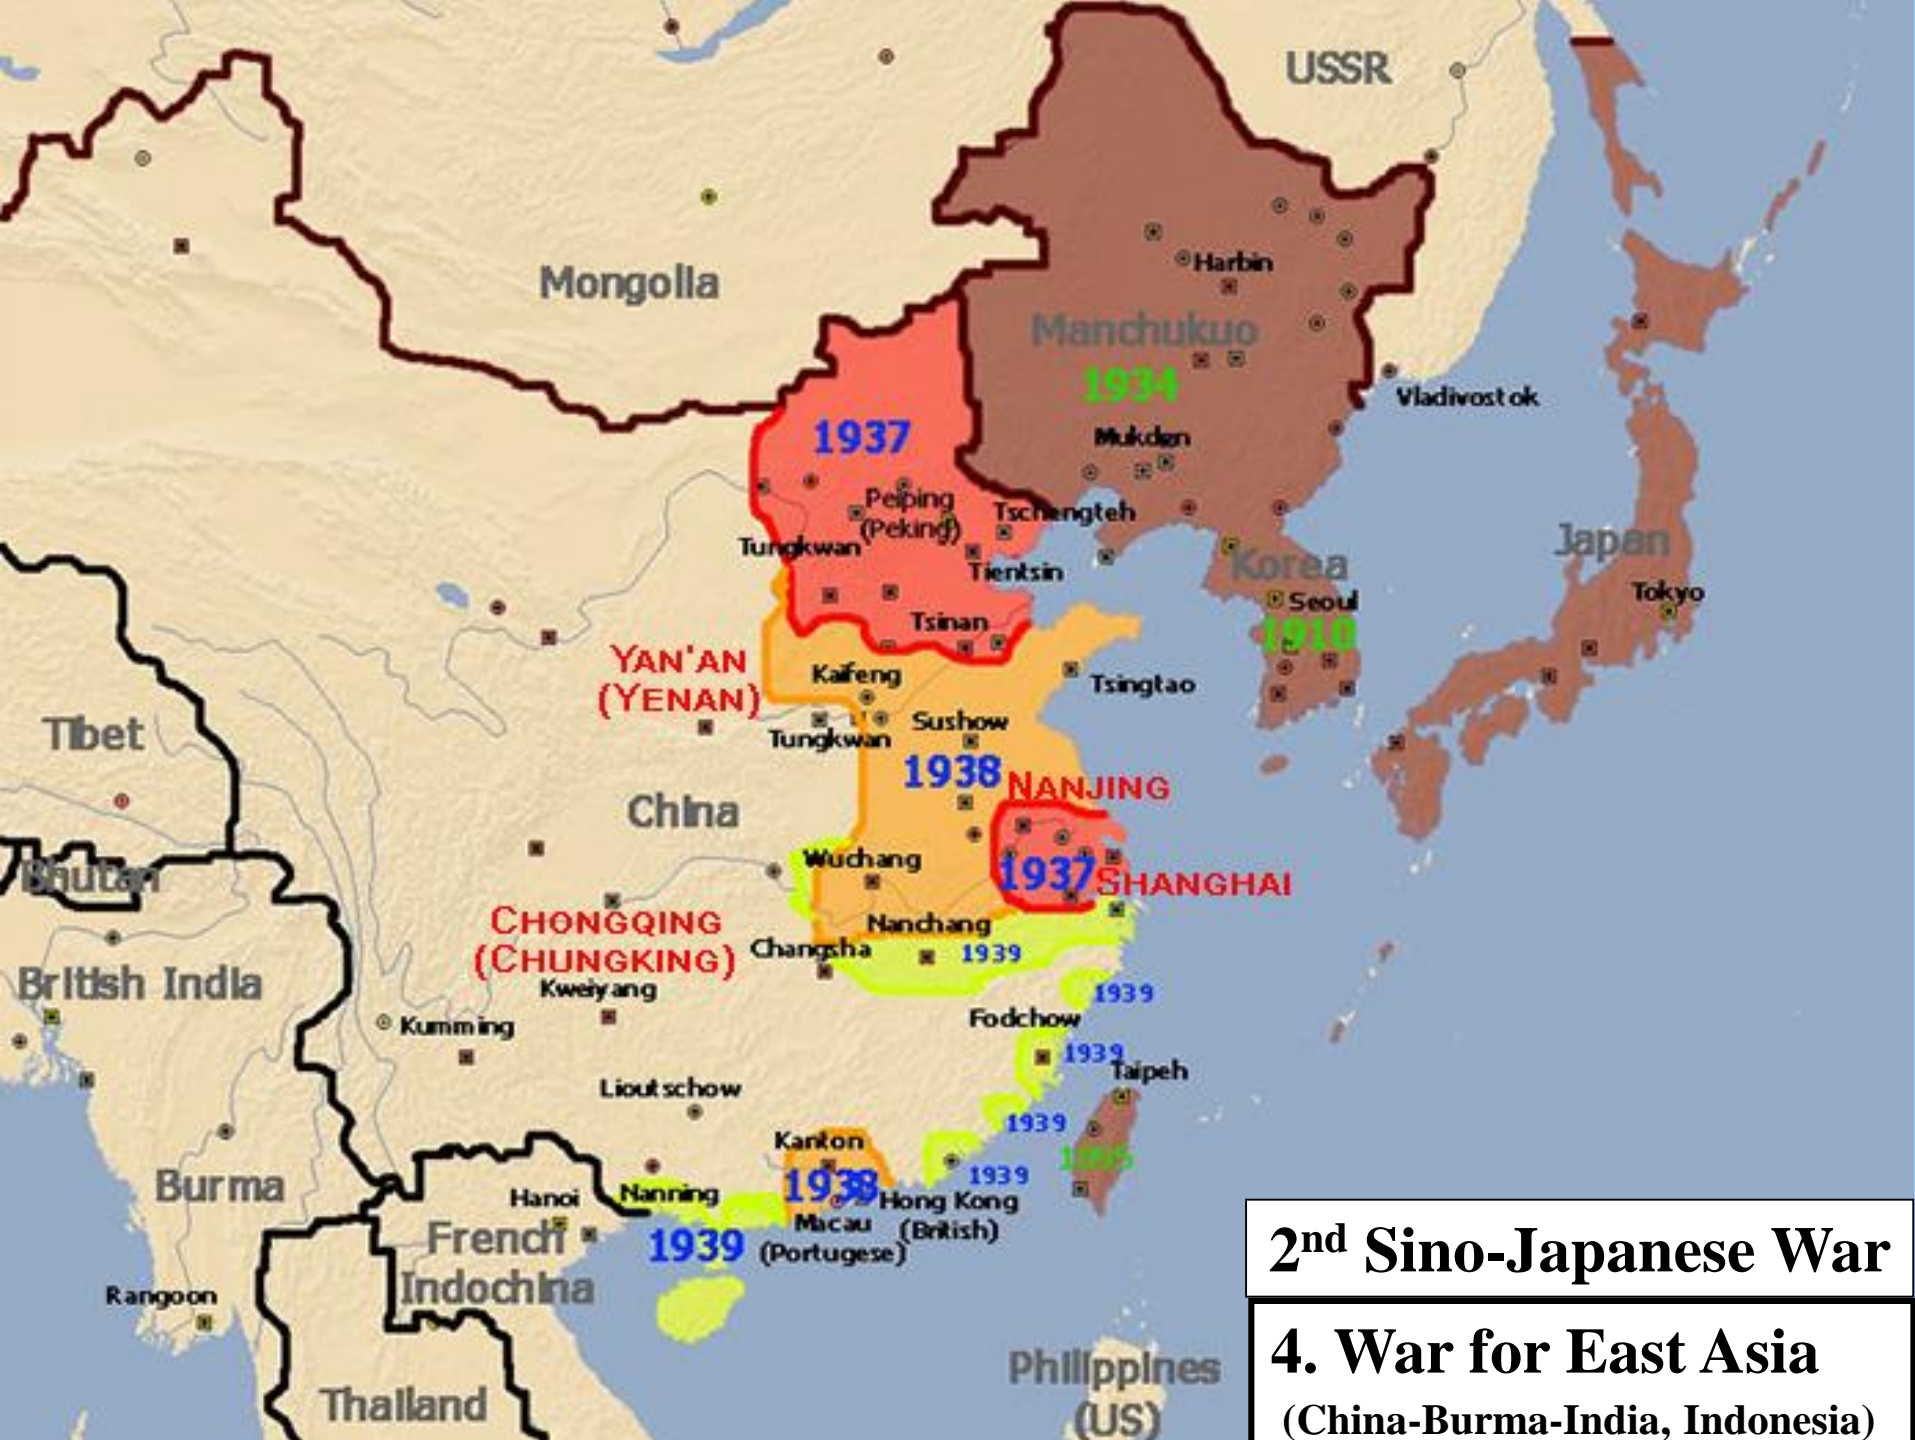 USSR
Mongolia
Harbin
Manchukuo
1934
Vladivostok
1937
Mukden
Peiping
(Peking)
Tschengteh
Tungkwan
Tientsin
Japan
Korea
Seoul
Tokyo
1910
Tsinan
YAN'AN
(YENAN)
Kaifeng
Tsingtao
Tibet
Sushow
Tungkwan
1938
NANJING
China
Wuchang
1937
SHANGHAI
Bhutan
CHONGQING
(CHUNGKING)
Nanchang
Changsha
1939
British India
Kweiyang
1939
Kumming
Fodchow
1939
Taipeh
Lioutschow
1939
Kanton
1939
Burma
Hanoi
Nanning
1938
Hong Kong
(British)
Macau
(Portugese)
French
Indochina
1939
Rangoon
2nd Sino-Japanese War
4. War for East Asia
(China-Burma-India, Indonesia)
Philippines
(US)
Thailand